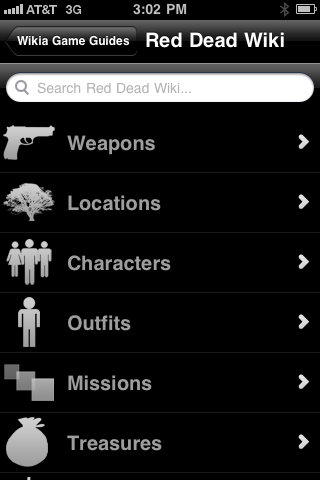 AT&T 3G 3:02 PM
Wikia Game Guides Red Dead Wiki
Search Red Dead Wiki...
Weapons
Locations
Characters
Outfits
Missions
Treasures